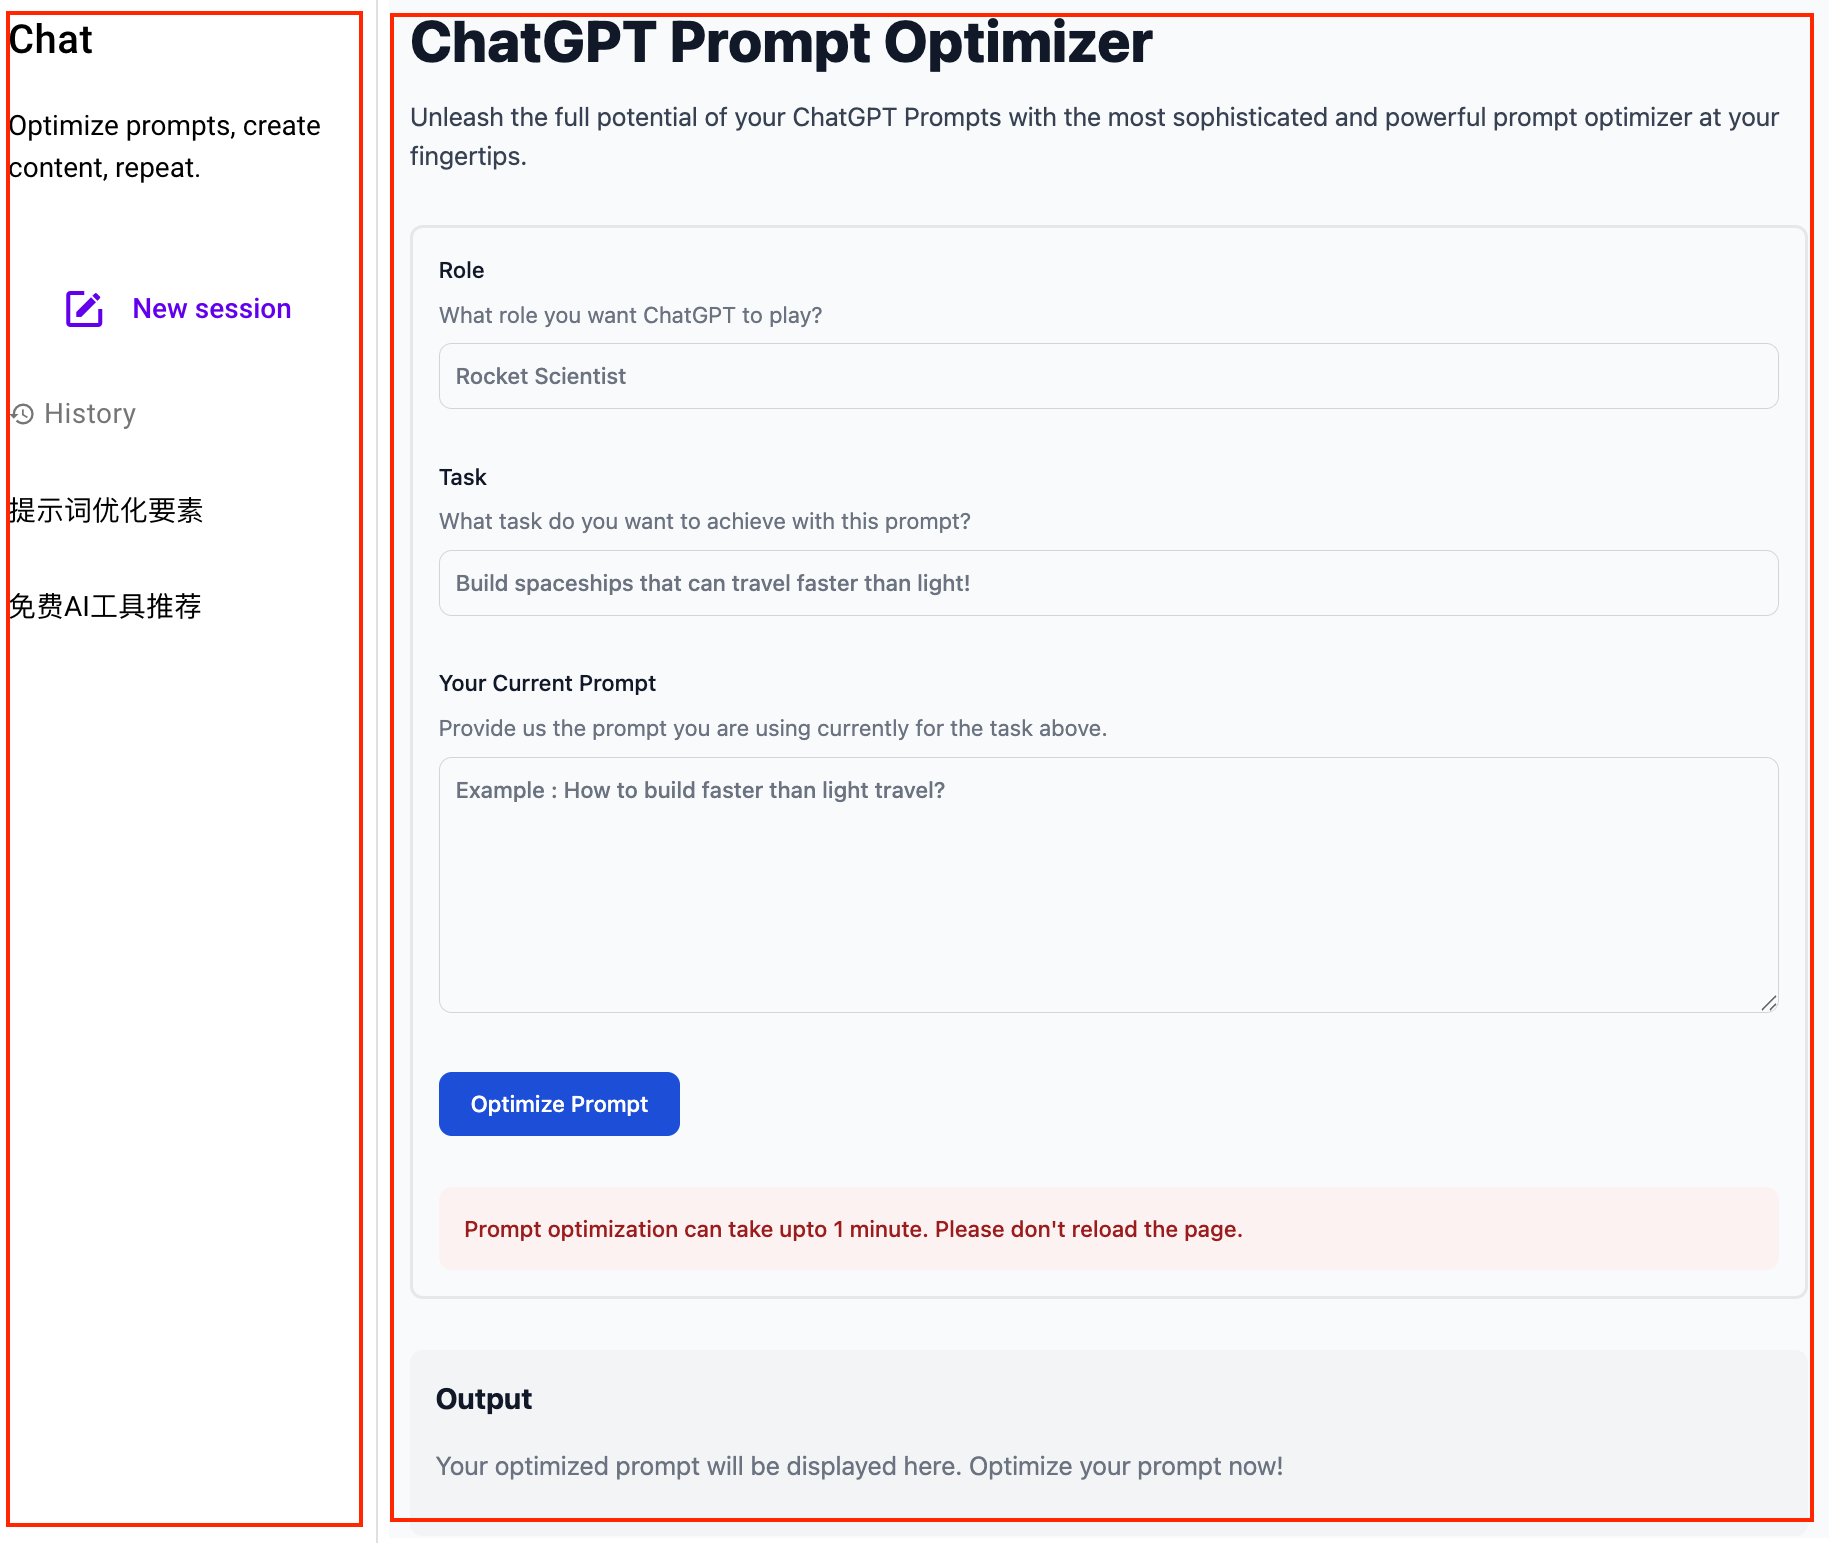 Chat
Optimize prompts, create
content, repeat.
New session
History
提示词优化要素
免费AI工具推荐
ChatGPT Prompt Optimizer
Unleash the full potential of your ChatGPT Prompts with the most sophisticated and powerful prompt optimizer at your
fingertips.
Role
What role you want ChatGPT to play?
Rocket Scientist
Task
What task do you want to achieve with this prompt?
Build spaceships that can travel faster than light!
Your Current Prompt
Provide us the prompt you are using currently for the task above.
Example : How to build faster than light travel?
Optimize Prompt
Prompt optimization can take upto 1 minute. Please don't reload the page.
Output
Your optimized prompt will be displayed here. Optimize your prompt now!